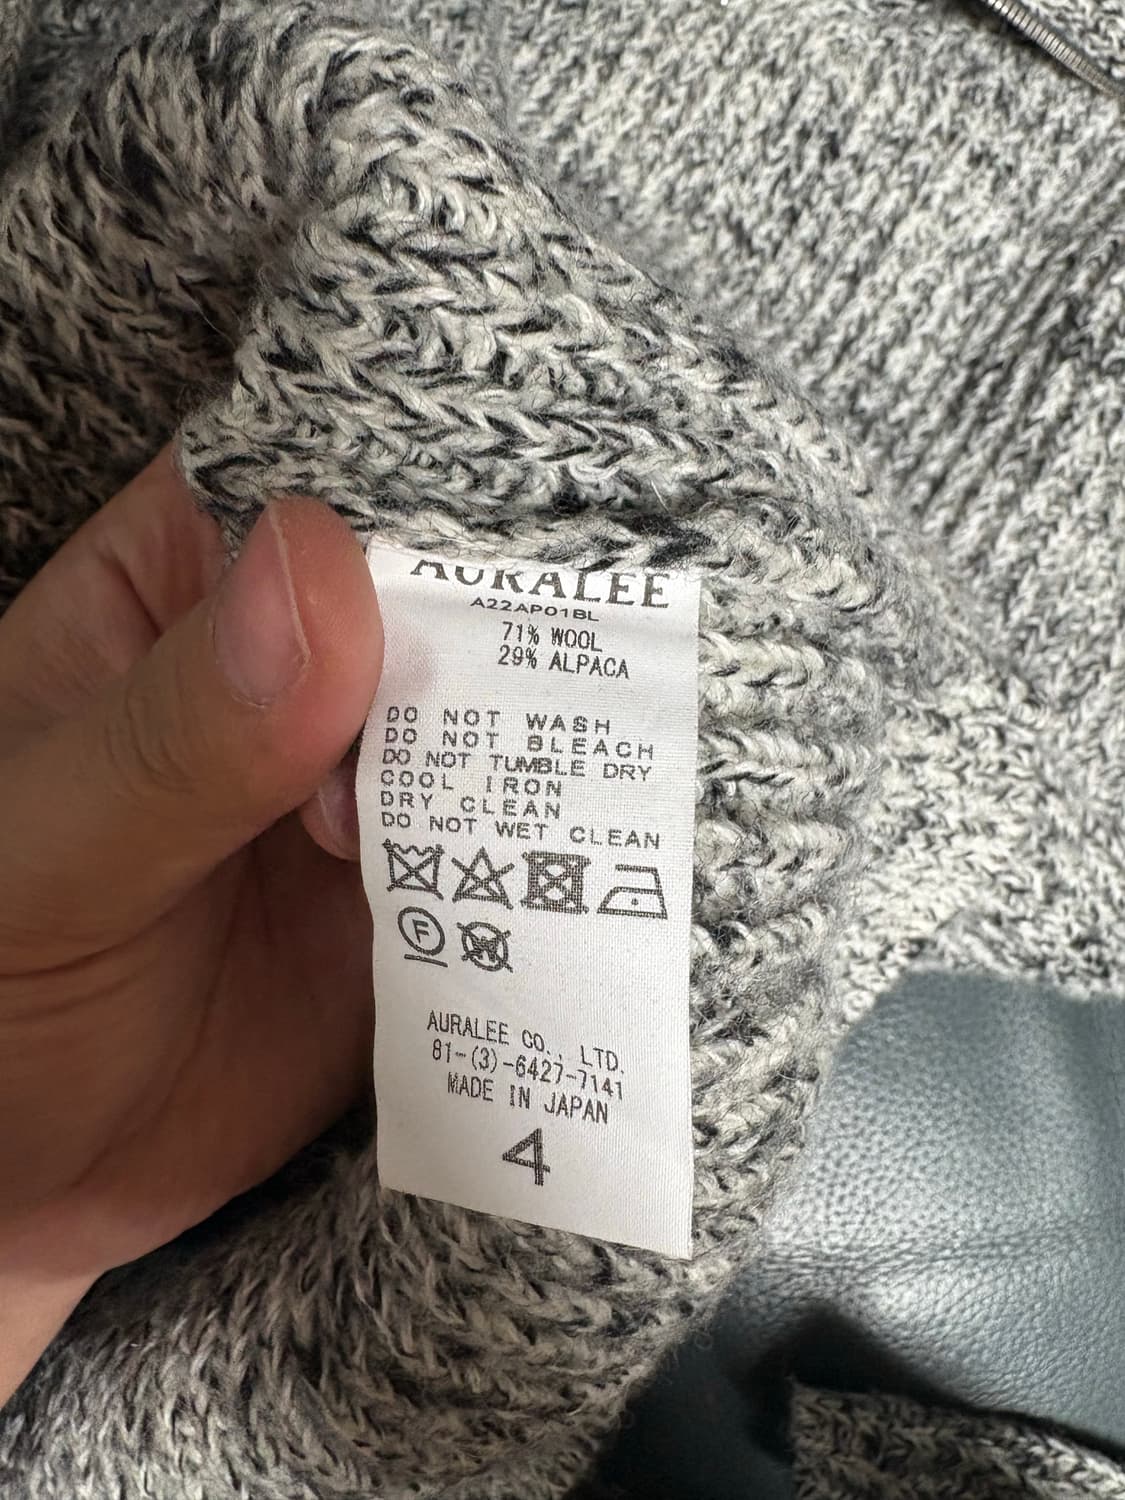 AURALEE
A22AP01BL
71% WOOL
29% ALPACA
DO NOT WASH
DO NOT BLEACH
DO NOT TUMBLE DRY
COOL IRON
DRY CLEAN
DO NOT WET CLEAN
F W
AURALEE CO., LTD.
81-(3)-6427-7141
MADE IN JAPAN
4